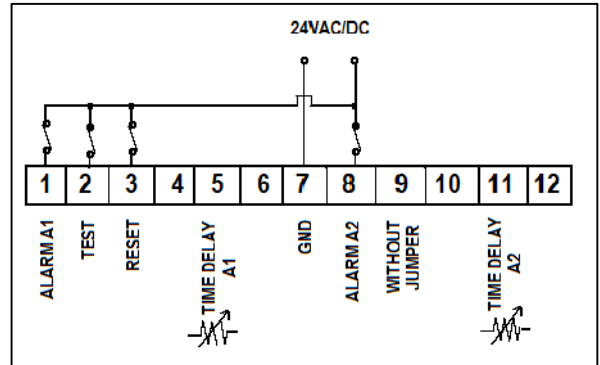 24VAC/DC
1 2 3 4 5 6 7 8 9 10 11 12
ALARM A1
TEST
RESET
TIME DELAY
A1
GND
ALARM A2
WITHOUT
JUMPER
TIME DELAY
A2